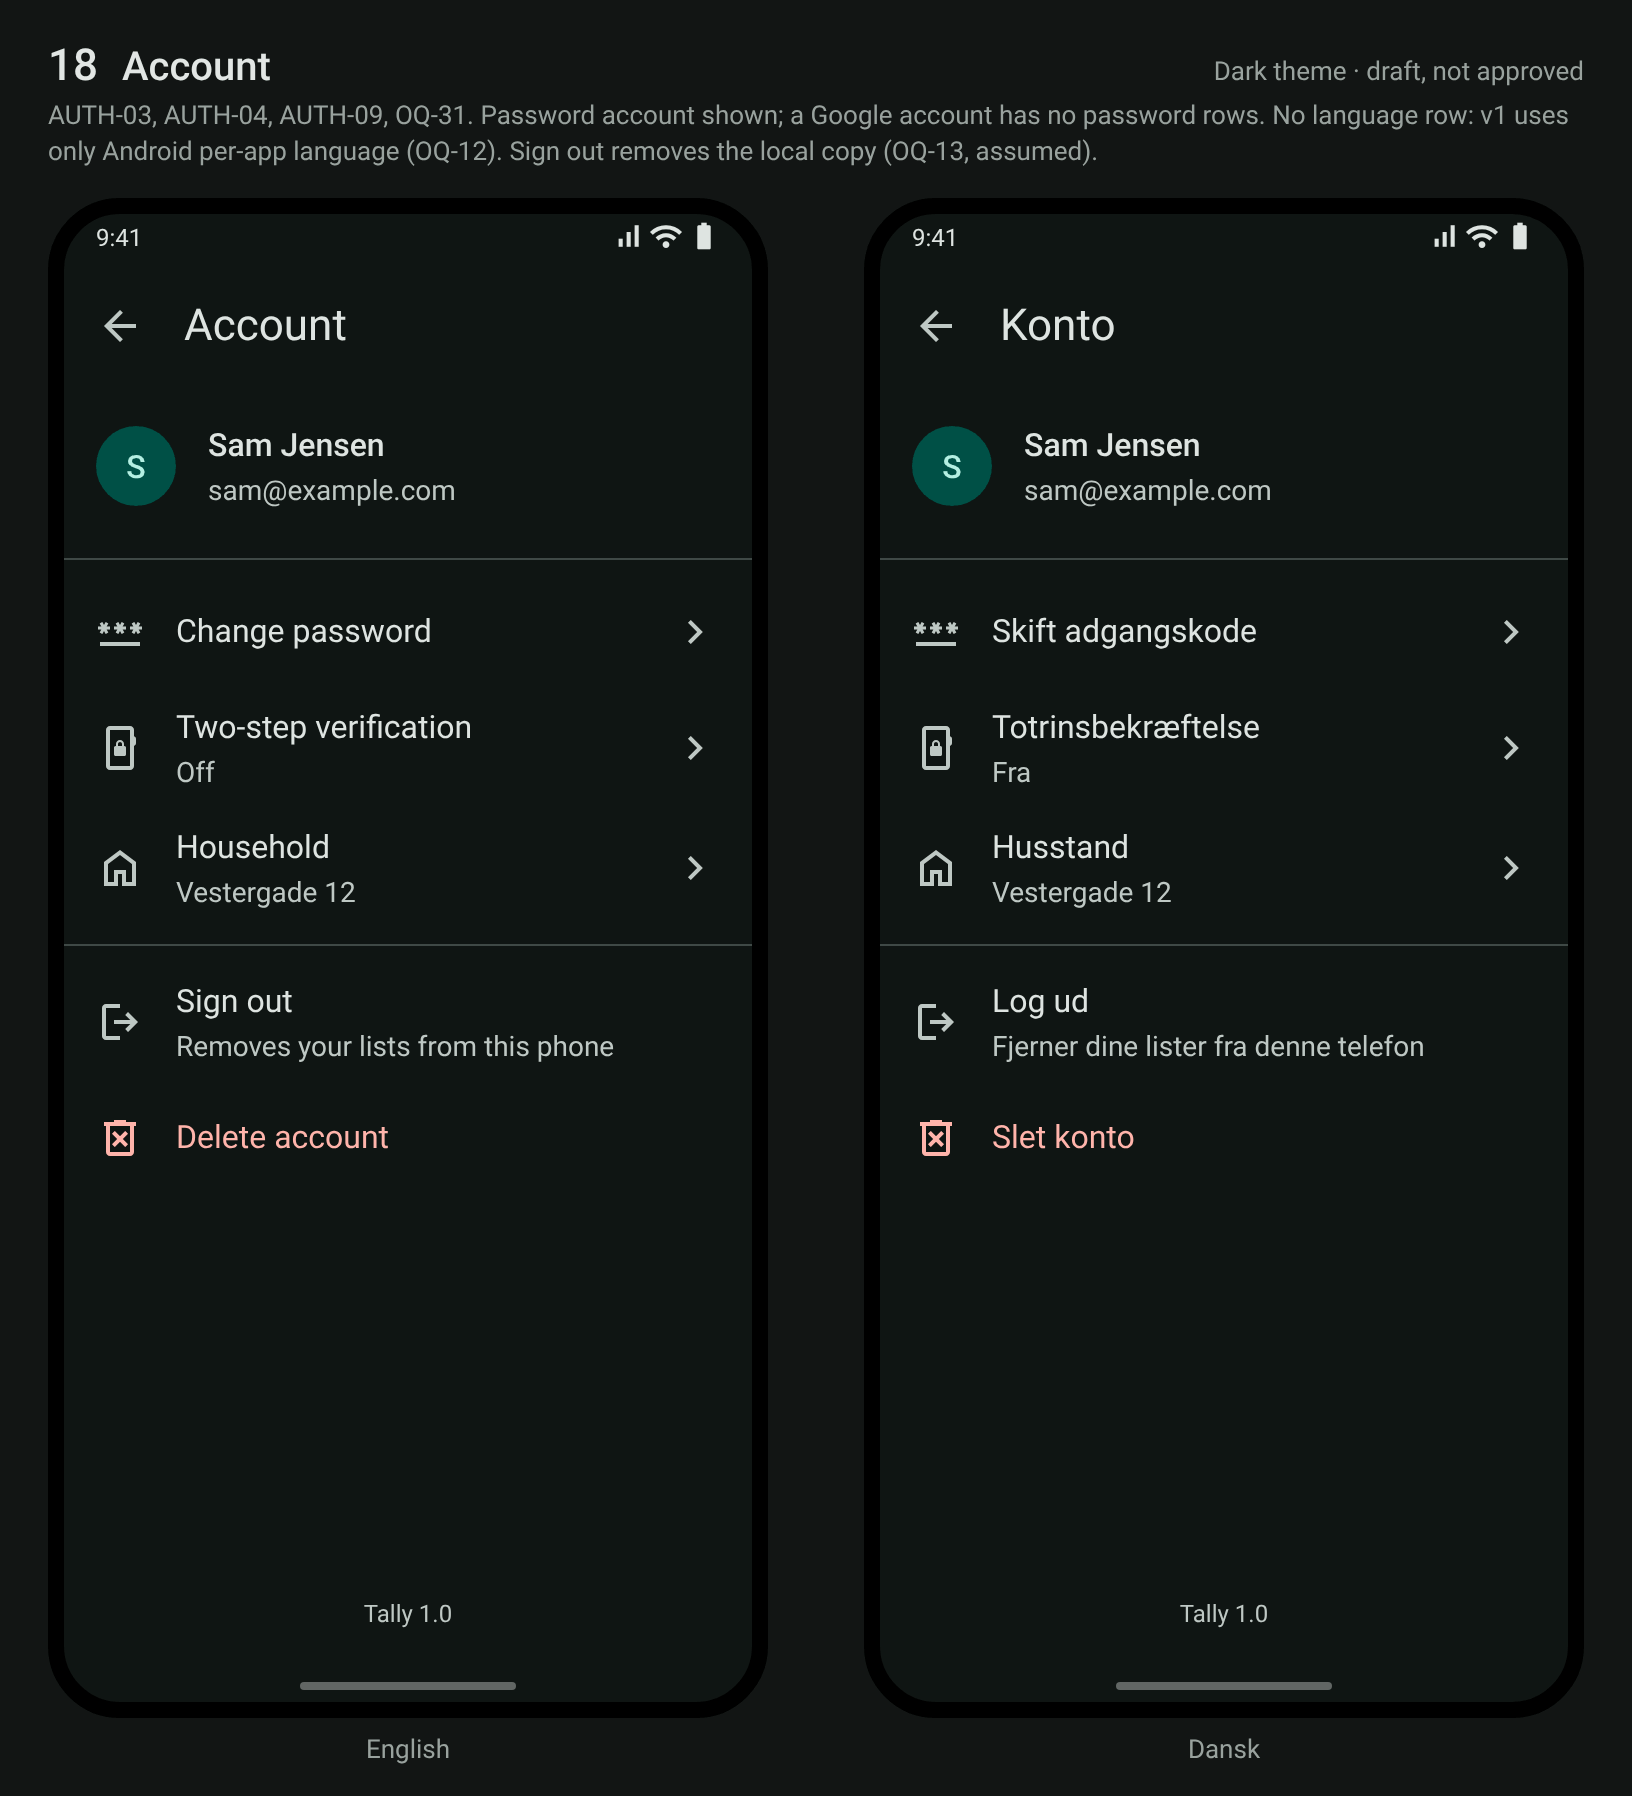 18 Account
Dark theme · draft, not approved
AUTH-03, AUTH-04, AUTH-09, OQ-31. Password account shown; a Google account has no password rows. No language row: v1 uses
only Android per-app language (OQ-12). Sign out removes the local copy (OQ-13, assumed).
9:41
Account
S
Sam Jensen
sam@example.com
Change password
Two-step verification
Off
Household
Vestergade 12
Sign out
Removes your lists from this phone
Delete account
Tally 1.0
English
9:41
Konto
S
Sam Jensen
sam@example.com
Skift adgangskode
Totrinsbekræftelse
Fra
Husstand
Vestergade 12
Log ud
Fjerner dine lister fra denne telefon
Slet konto
Tally 1.0
Dansk